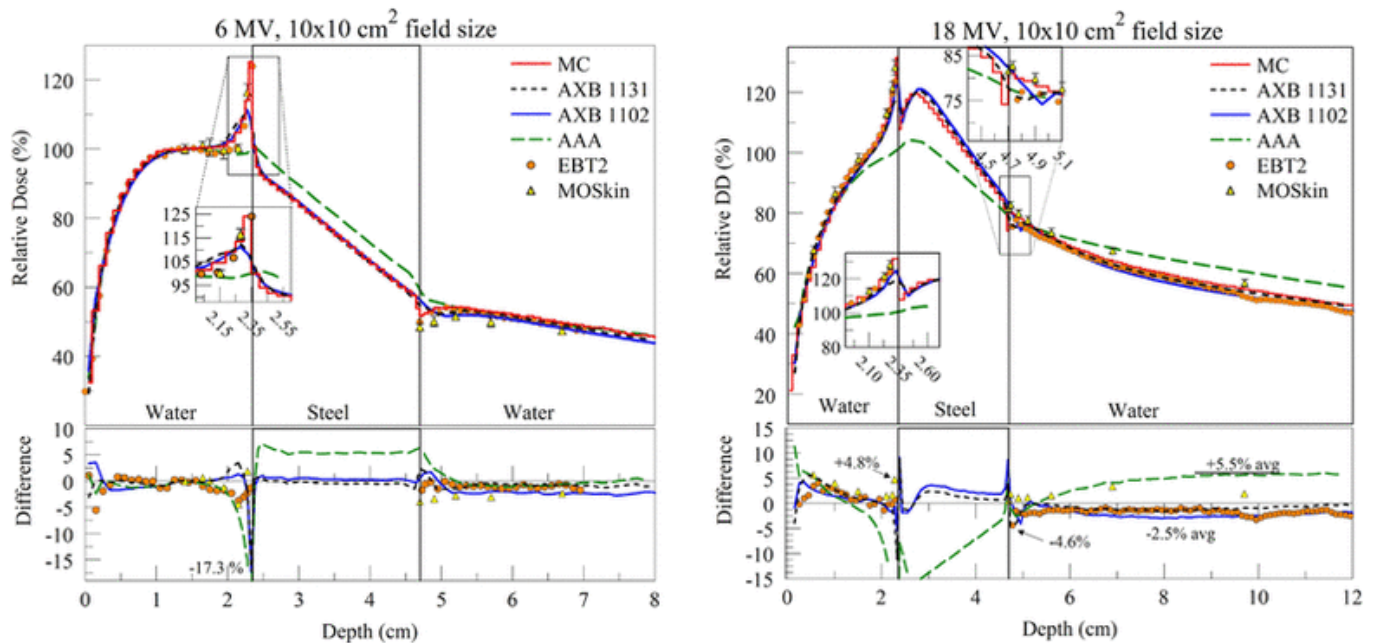 6 MV, 10x10 cm² field size
Relative Dose (%)
120
100
80
60
40
MC
AXB 1131
AXB 1102
AAA
EBT2
MOSkin
125
115
105
95
2.15
2.35
2.55
Water
Steel
Water
Difference
10
5
0
-5
-10
-15
-17.3 %
0 1 2 3 4 5 6 7 8
Depth (cm)
18 MV, 10x10 cm² field size
Relative DD (%)
120
100
80
60
40
20
85
75
4.5
4.7
4.9
5.1
MC
AXB 1131
AXB 1102
AAA
EBT2
MOSkin
120
100
80
2.10
2.35
2.60
Water
Steel
Water
Difference
15
10
5
0
-5
-10
-15
+4.8%
+5.5% avg
-4.6%
-2.5% avg
0 2 4 6 8 10 12
Depth (cm)